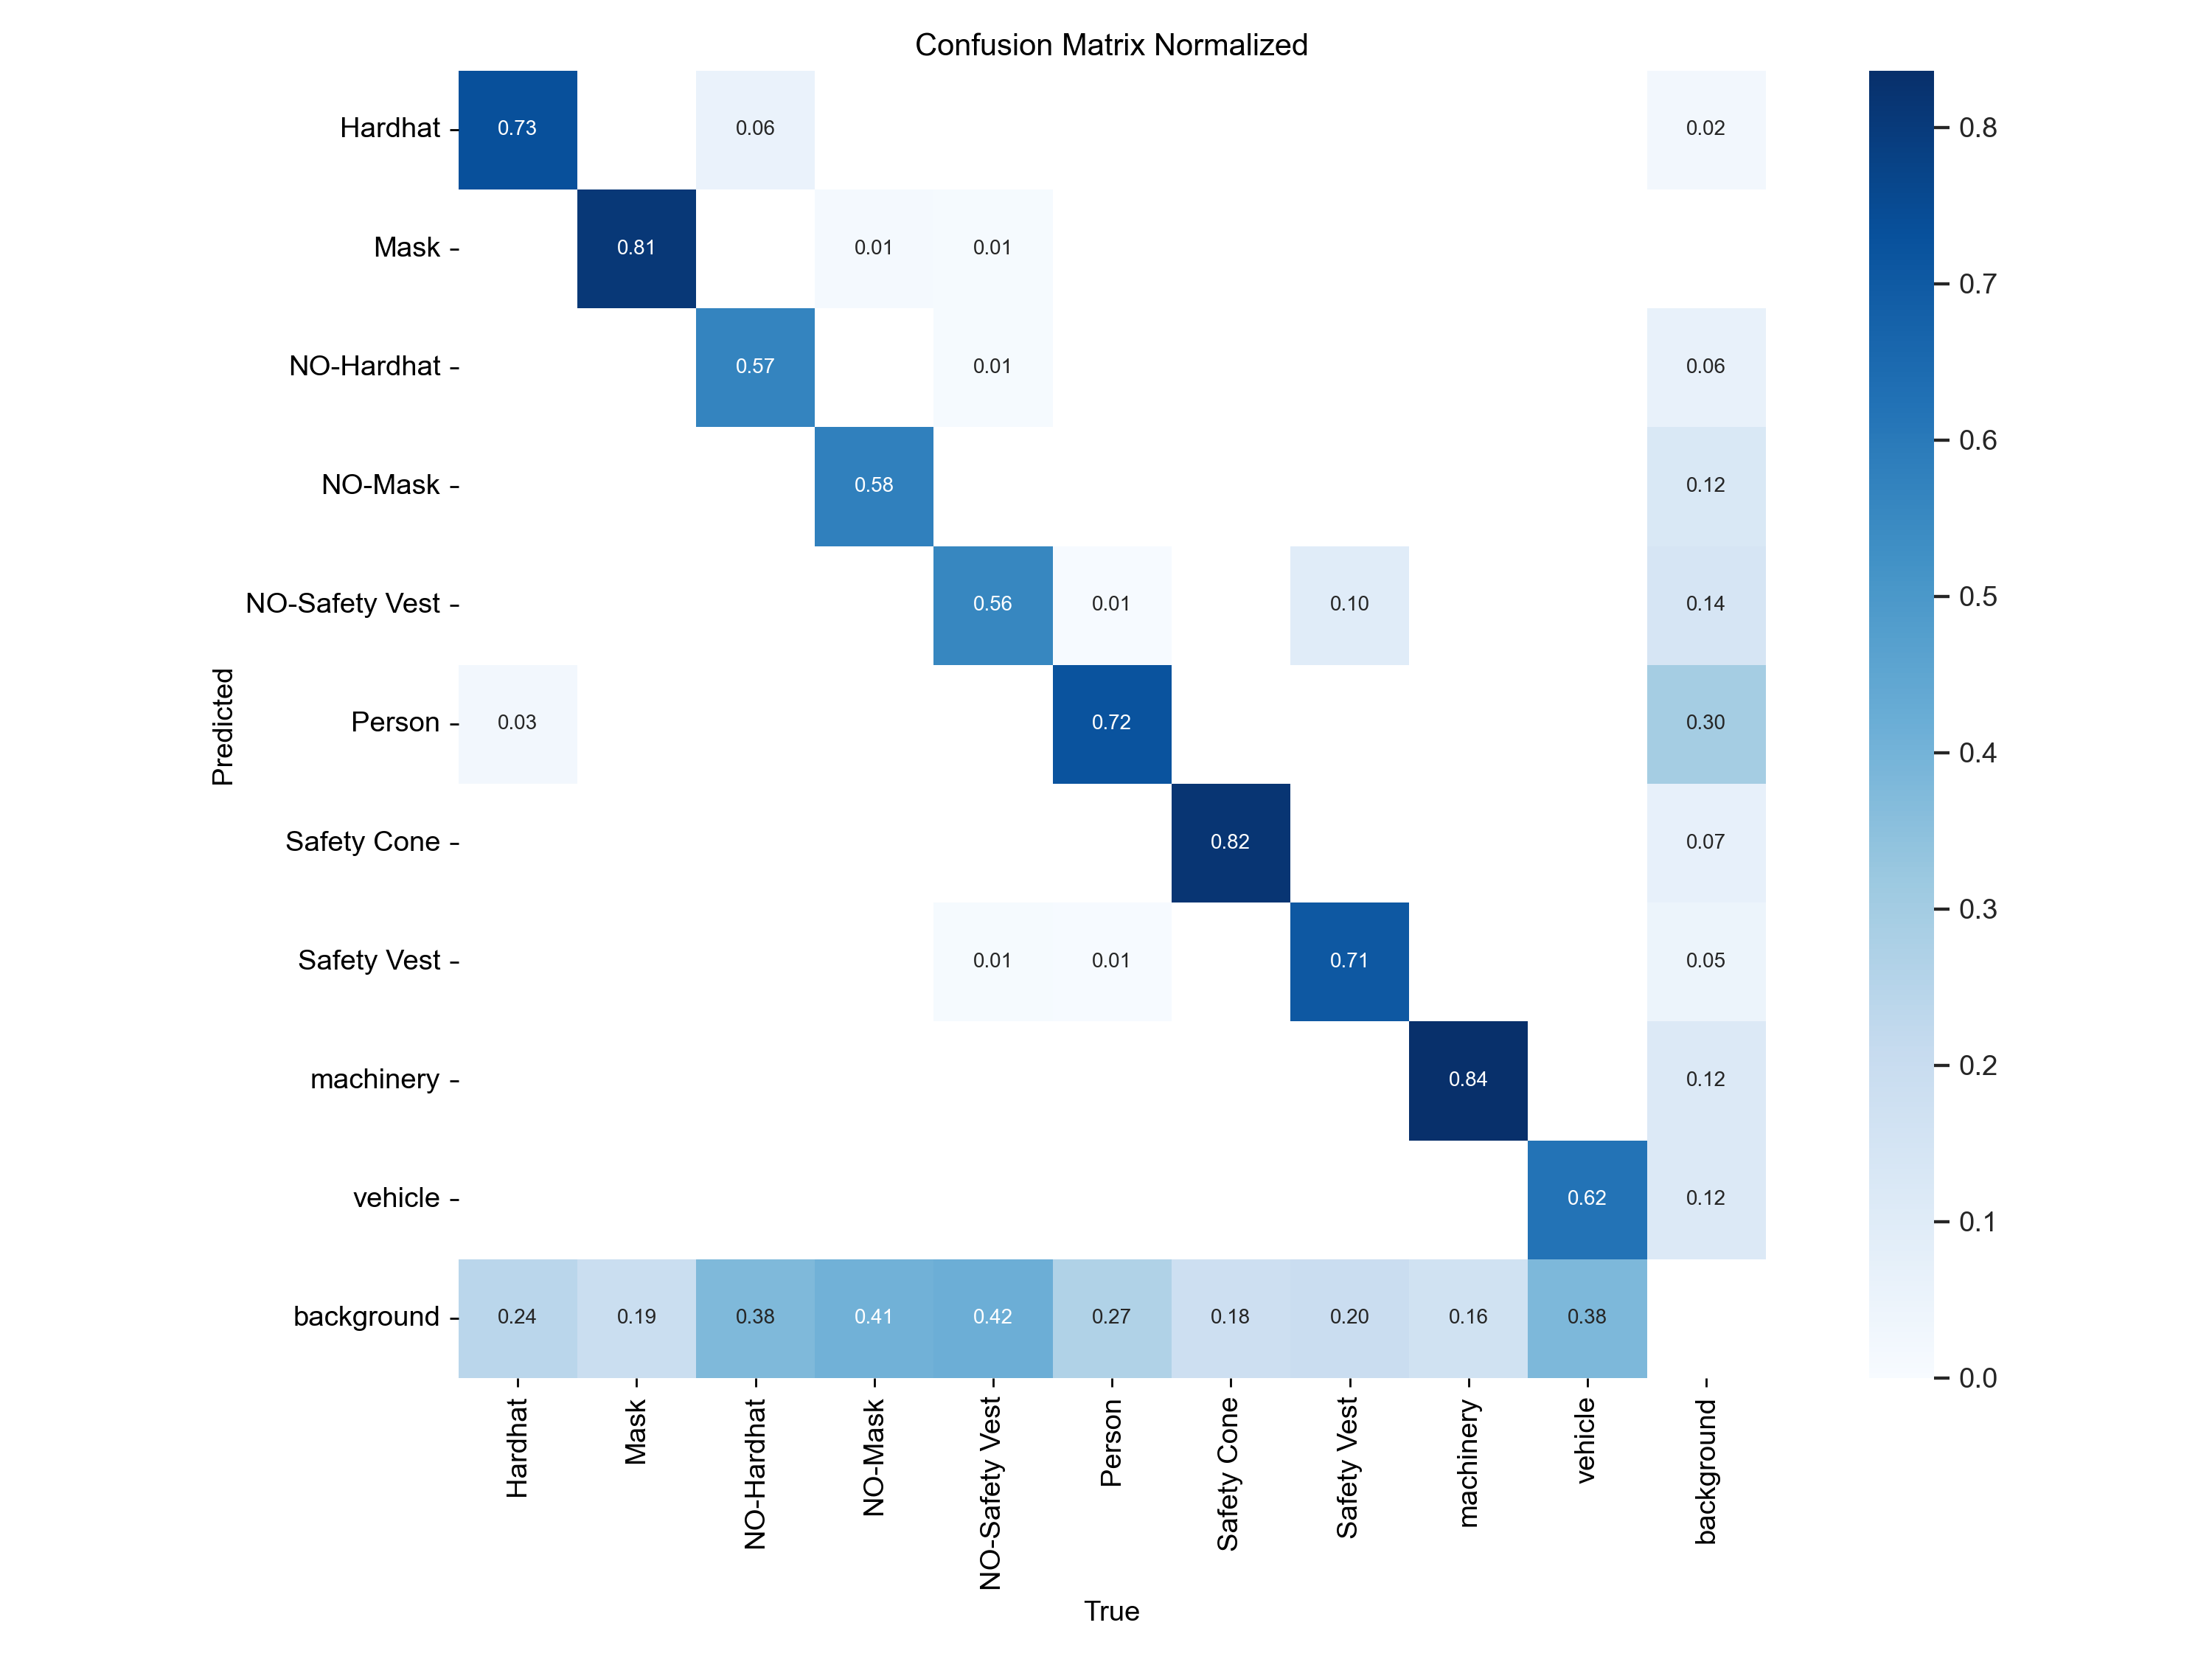 Confusion Matrix Normalized
Hardhat 0.73 0.06 0.02 0.8
Mask 0.81 0.01 0.01
0.7
NO-Hardhat 0.57 0.01 0.06
0.6
NO-Mask 0.58 0.12
0.5
NO-Safety Vest 0.56 0.01 0.10 0.14
Predicted
Person 0.03 0.72 0.30
0.4
Safety Cone 0.82 0.07
0.3
Safety Vest 0.01 0.01 0.71 0.05
0.2
machinery 0.84 0.12
vehicle 0.62 0.12
0.1
background 0.24 0.19 0.38 0.41 0.42 0.27 0.18 0.20 0.16 0.38
0.0
Hardhat
Mask
NO-Hardhat
NO-Mask
NO-Safety Vest
Person
Safety Cone
Safety Vest
machinery
vehicle
background
True